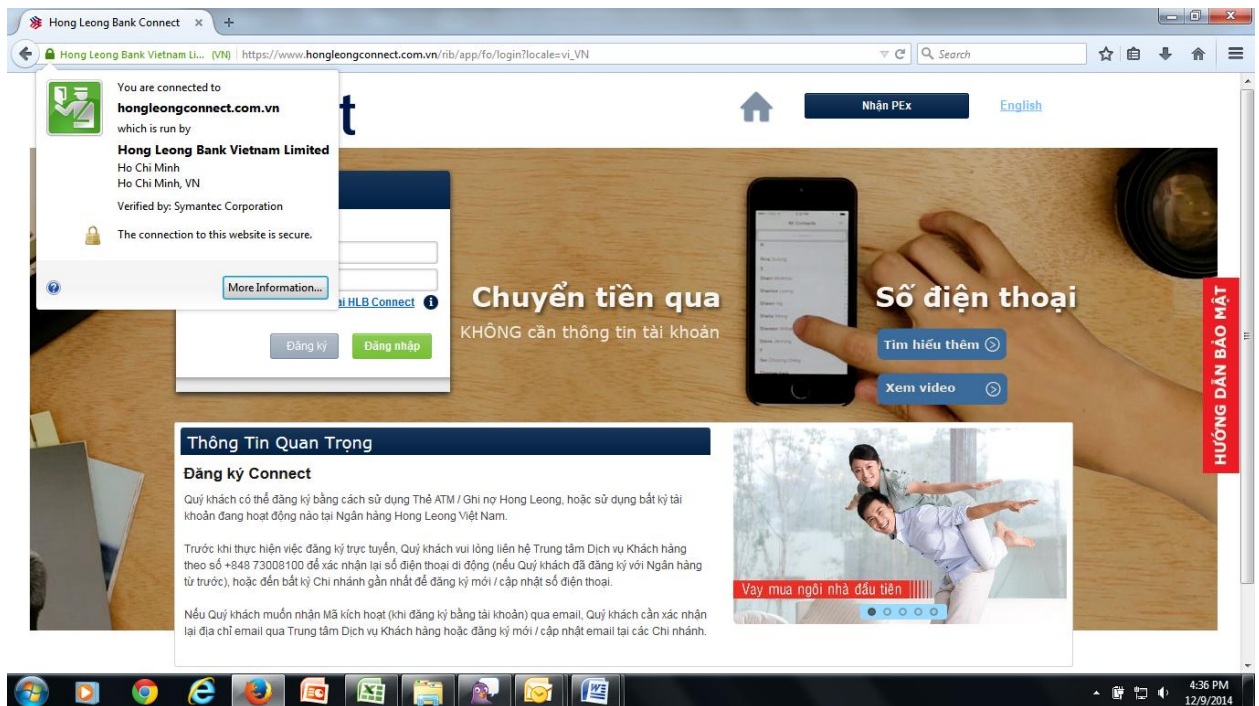 Hong Leong Bank Connect
Hong Leong Bank Vietnam Li... (VN) https://www.hongleongconnect.com.vn/rib/app/fo/login?locale=vi_VN
Search
You are connected to
hongleongconnect.com.vn
which is run by
Hong Leong Bank Vietnam Limited
Ho Chi Minh
Ho Chi Minh, VN
Verified by: Symantec Corporation
The connection to this website is secure.
More Information...
t
Nhận PEx
English
ại HLB Connect
Đăng ký
Đăng nhập
Chuyển tiền qua
KHÔNG cần thông tin tài khoản
Số điện thoại
Tìm hiểu thêm
Xem video
HƯỚNG DẪN BẢO MẬT
Thông Tin Quan Trọng
Đăng ký Connect
Quý khách có thể đăng ký bằng cách sử dụng Thẻ ATM / Ghi nợ Hong Leong, hoặc sử dụng bất kỳ tài
khoản đang hoạt động nào tại Ngân hàng Hong Leong Việt Nam.
Trước khi thực hiện việc đăng ký trực tuyến, Quý khách vui lòng liên hệ Trung tâm Dịch vụ Khách hàng
theo số +848 73008100 để xác nhận lại số điện thoại di động (nếu Quý khách đã đăng ký với Ngân hàng
từ trước), hoặc đến bất kỳ Chi nhánh gần nhất để đăng ký mới / cập nhật số điện thoại.
Nếu Quý khách muốn nhận Mã kích hoạt (khi đăng ký bằng tài khoản) qua email, Quý khách cần xác nhận
lại địa chỉ email qua Trung tâm Dịch vụ Khách hàng hoặc đăng ký mới / cập nhật email tại các Chi nhánh.
Vay mua ngôi nhà đầu tiên
4:36 PM
12/9/2014